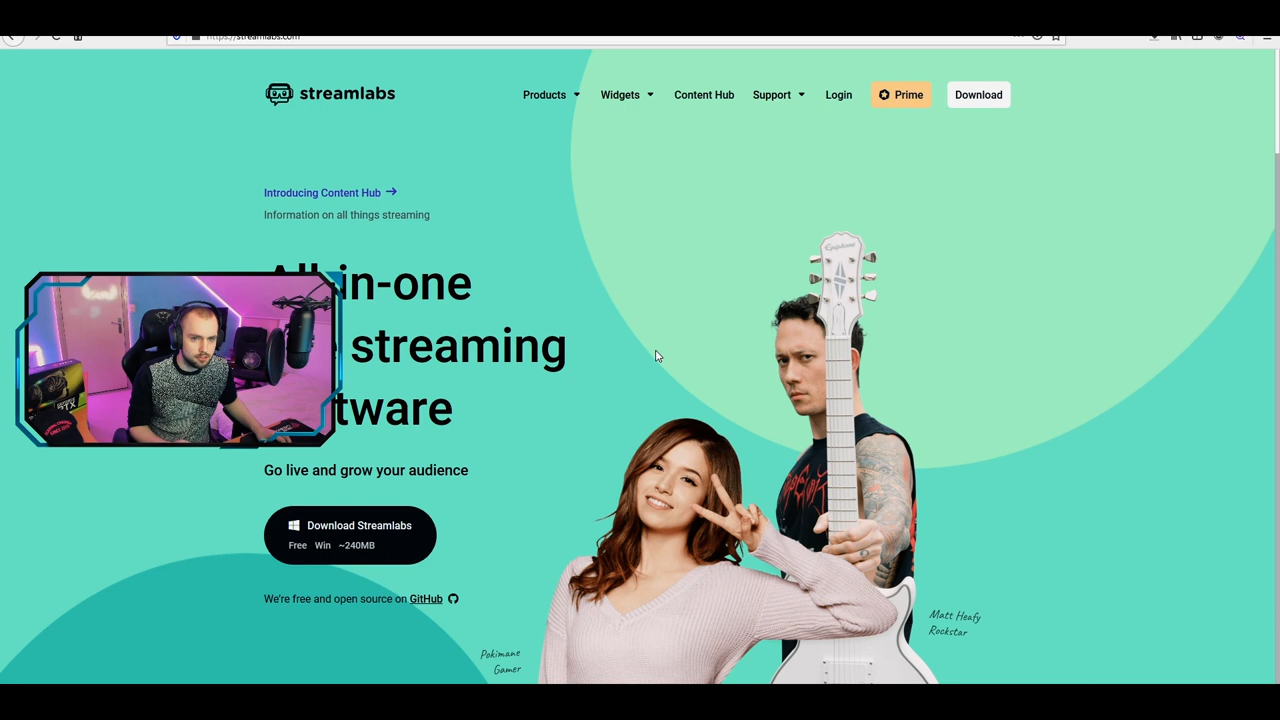 https://streamlabs.com
streamlabs
Products
Widgets
Content Hub
Support
Login
Prime
Download
Introducing Content Hub →
Information on all things streaming
in-one
streaming
tware
Go live and grow your audience
Download Streamlabs
Free Win ~240MB
We're free and open source on GitHub
Epiphone
Matt Heafy
Rockstar
Pokimane
Gamer